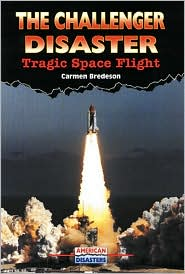 THE CHALLENGER
DISASTER
Tragic Space Flight
Carmen Bredeson
AMERICAN
DISASTERS